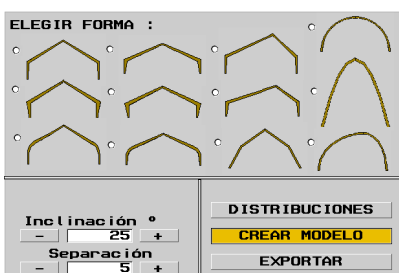 ELEGIR FORMA :
Inclinación º
- 25 +
Separación
- 5 +
DISTRIBUCIONES
CREAR MODELO
EXPORTAR